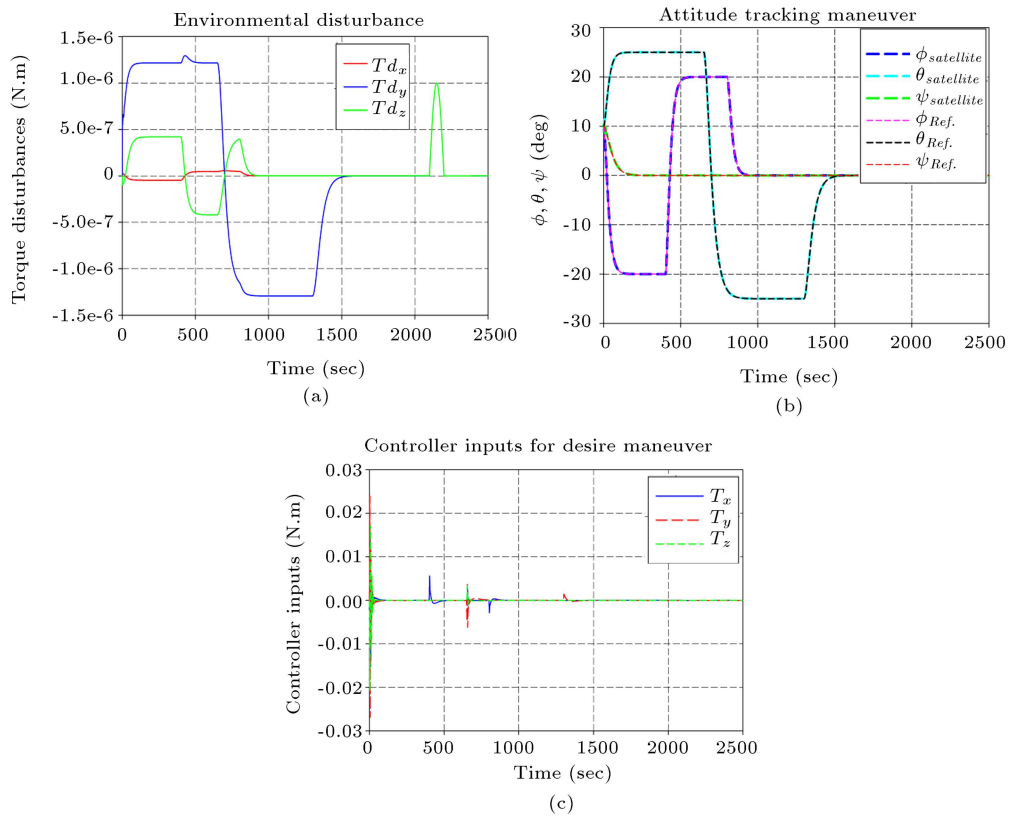 Environmental disturbance
Torque disturbances (N.m)
1.5e-6
1.0e-6
5.0e-7
0
-5.0e-7
-1.0e-6
-1.5e-6
Td_x
Td_y
Td_z
0 500 1000 1500 2000 2500
Time (sec)
(a)
Attitude tracking maneuver
ϕ, θ, ψ (deg)
30
20
10
0
-10
-20
-30
ϕ_satellite
θ_satellite
ψ_satellite
ϕ_Ref.
θ_Ref.
ψ_Ref.
0 500 1000 1500 2000 2500
Time (sec)
(b)
Controller inputs for desire maneuver
Controller inputs (N.m)
0.03
0.02
0.01
0.00
-0.01
-0.02
-0.03
T_x
T_y
T_z
0 500 1000 1500 2000 2500
Time (sec)
(c)